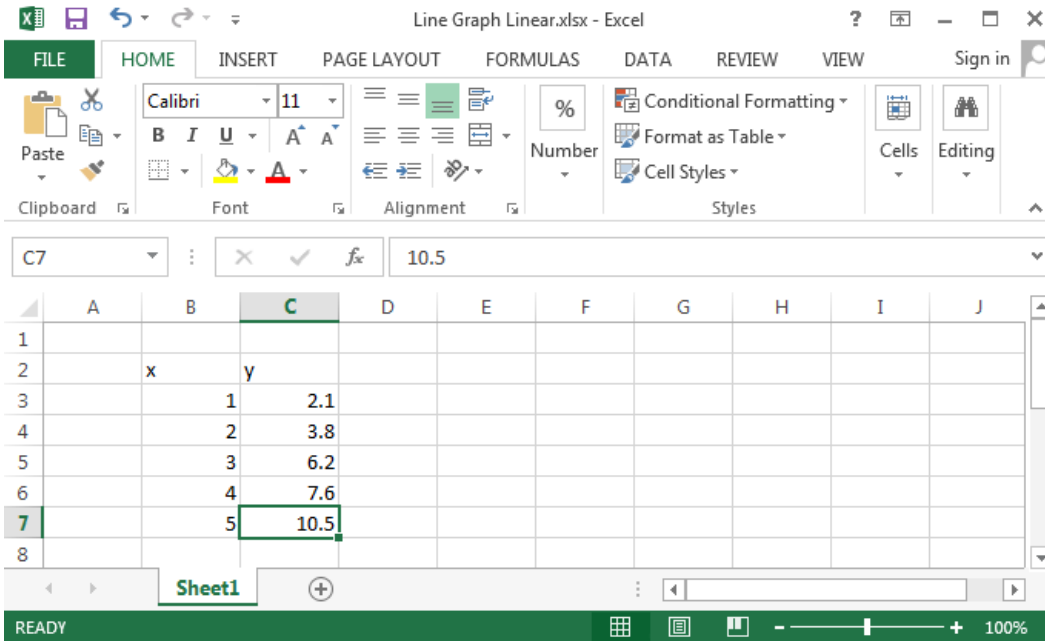 Line Graph Linear.xlsx - Excel ?
FILE HOME INSERT PAGE LAYOUT FORMULAS DATA REVIEW VIEW Sign in
Calibri 11 % Conditional Formatting
B I U A A Format as Table
Paste A Number Cell Styles Cells Editing
Clipboard Font Alignment Styles
C7 fx 10.5
A B C D E F G H I J
1
2 x y
3 1 2.1
4 2 3.8
5 3 6.2
6 4 7.6
7 5 10.5
8
Sheet1
READY 100%